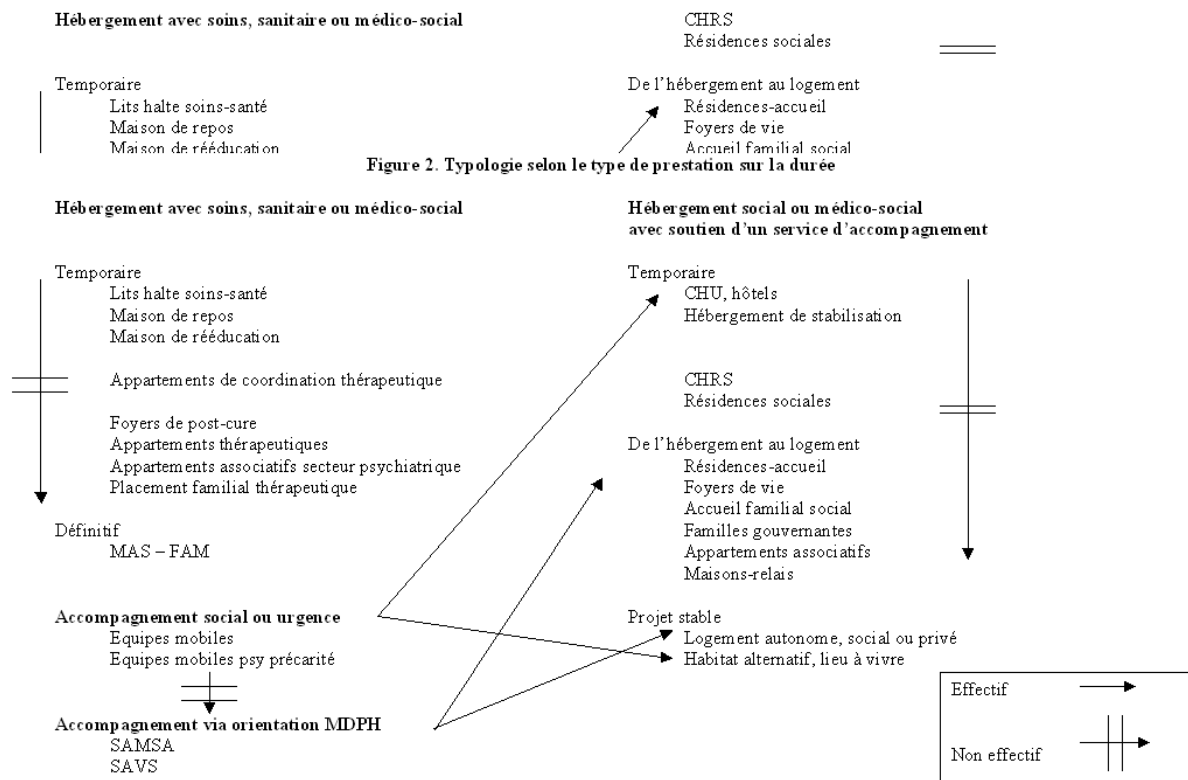 Hébergement avec soins, sanitaire ou médico-social
Temporaire
Lits halte soins-santé
Maison de repos
Maison de rééducation
CHRS
Résidences sociales
De l'hébergement au logement
Résidences-accueil
Foyers de vie
Accueil familial social
Figure 2. Typologie selon le type de prestation sur la durée
Hébergement avec soins, sanitaire ou médico-social
Temporaire
Lits halte soins-santé
Maison de repos
Maison de rééducation
Appartements de coordination thérapeutique
Foyers de post-cure
Appartements thérapeutiques
Appartements associatifs secteur psychiatrique
Placement familial thérapeutique
Définitif
MAS – FAM
Accompagnement social ou urgence
Equipes mobiles
Equipes mobiles psy précarité
Accompagnement via orientation MDPH
SAMSA
SAVS
Hébergement social ou médico-social
avec soutien d'un service d'accompagnement
Temporaire
CHU, hôtels
Hébergement de stabilisation
CHRS
Résidences sociales
De l'hébergement au logement
Résidences-accueil
Foyers de vie
Accueil familial social
Familles gouvernantes
Appartements associatifs
Maisons-relais
Projet stable
Logement autonome, social ou privé
Habitat alternatif, lieu à vivre
Effectif
Non effectif